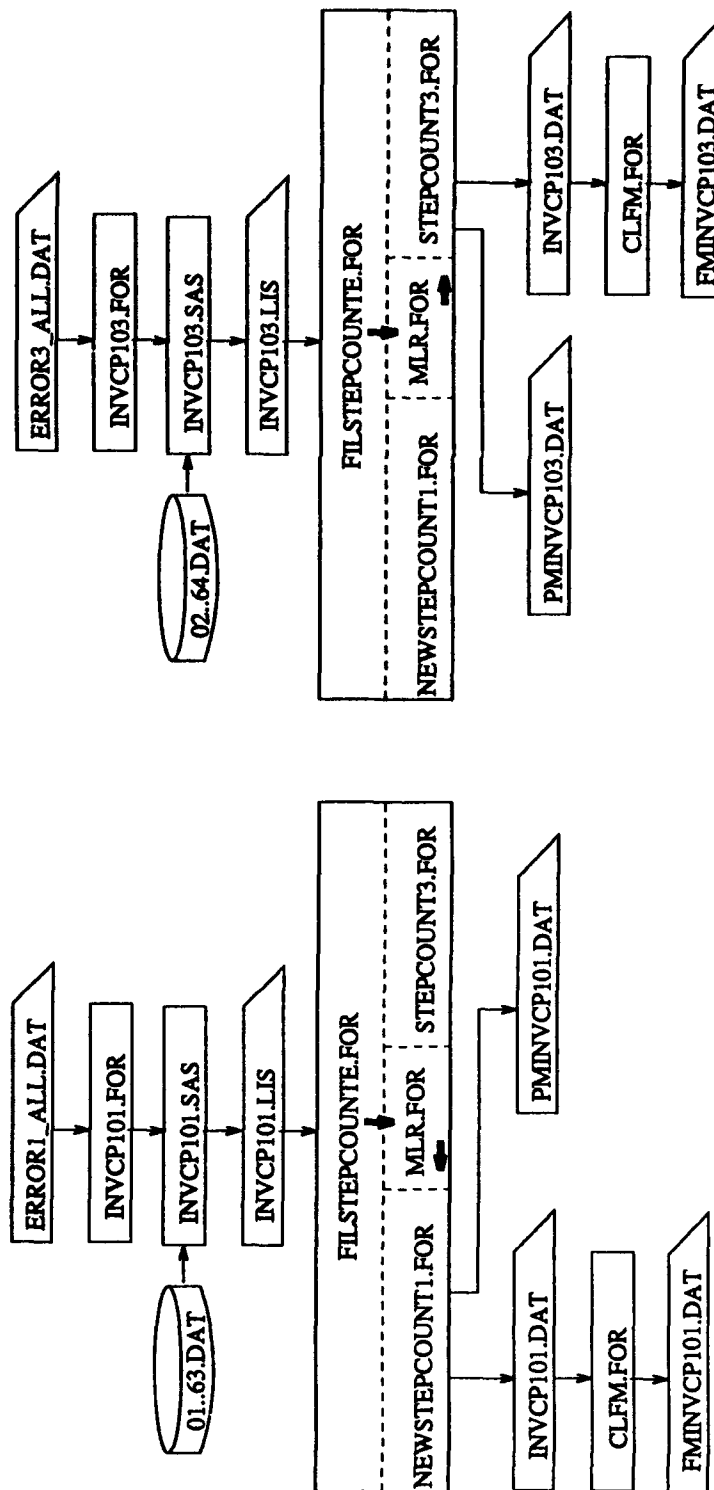 ERROR1_ALL.DAT
INVCP101.FOR
01..63.DAT
INVCP101.SAS
INVCP101.LIS
FILSTEPCOUNTE.FOR
NEWSTEPCOUNT1.FOR
MLR.FOR
STEPCOUNT3.FOR
INVCP101.DAT
PMINVCP101.DAT
CLFM.FOR
FMINVCP101.DAT
ERROR3_ALL.DAT
INVCP103.FOR
02..64.DAT
INVCP103.SAS
INVCP103.LIS
FILSTEPCOUNTE.FOR
NEWSTEPCOUNT1.FOR
MLR.FOR
STEPCOUNT3.FOR
PMINVCP103.DAT
INVCP103.DAT
CLFM.FOR
FMINVCP103.DAT